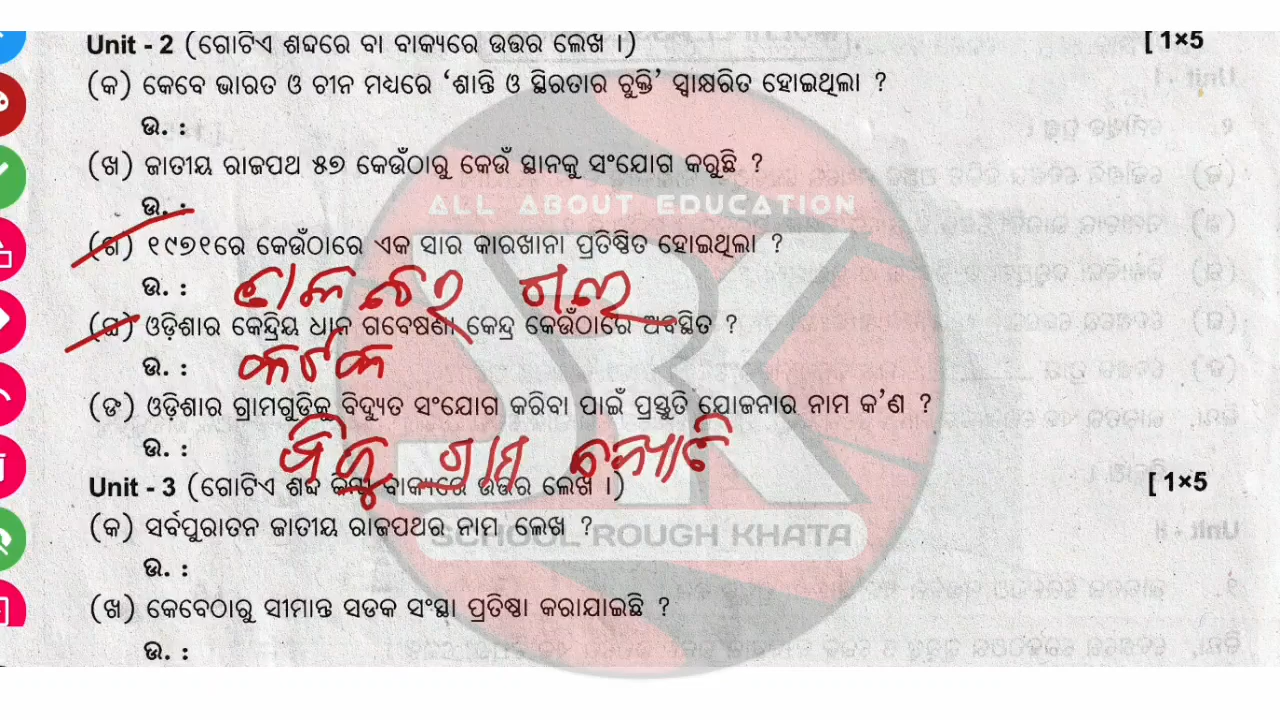 Unit - 2 (ଗୋଟିଏ ଶବ୍ଦରେ ବା ବାକ୍ୟରେ ଉତ୍ତର ଲେଖ ।) [ 1×5
(କ) କେବେ ଭାରତ ଓ ଚୀନ ମଧ୍ୟରେ ‘ଶାନ୍ତି ଓ ସ୍ଥିରତାର ଚୁକ୍ତି’ ସ୍ୱାକ୍ଷରିତ ହୋଇଥିଲା ?
ଉ. :
(ଖ) ଜାତୀୟ ରାଜପଥ ୫୭ କେଉଁଠାରୁ କେଉଁ ସ୍ଥାନକୁ ସଂଯୋଗ କରୁଛି ?
ଉ. :
ALL ABOUT EDUCATION
(ଗ) ୧୯୭୧ରେ କେଉଁଠାରେ ଏକ ସାର କାରଖାନା ପ୍ରତିଷ୍ଠିତ ହୋଇଥିଲା ?
ଉ. :
(ଘ) ଓଡ଼ିଶାର କେନ୍ଦ୍ରିୟ ଧାନ ଗବେଷଣା କେନ୍ଦ୍ର କେଉଁଠାରେ ଅବସ୍ଥିତ ?
ଉ. : କଟକ
(ଙ) ଓଡ଼ିଶାର ଗ୍ରାମଗୁଡ଼ିକୁ ବିଦ୍ୟୁତ ସଂଯୋଗ କରିବା ପାଇଁ ପ୍ରସ୍ତୁତି ଯୋଜନାର ନାମ କ’ଣ ?
ଉ. : ବିଜୁ ଗ୍ରାମ ଜ୍ୟୋତି
Unit - 3 (ଗୋଟିଏ ଶବ୍ଦ କିମ୍ବା ବାକ୍ୟରେ ଉତ୍ତର ଲେଖ ।) [ 1×5
(କ) ସର୍ବପୁରାତନ ଜାତୀୟ ରାଜପଥର ନାମ ଲେଖ ?
SCHOOL ROUGH KHATA
ଉ. :
(ଖ) କେବେଠାରୁ ସୀମାନ୍ତ ସଡକ ସଂସ୍ଥା ପ୍ରତିଷ୍ଠା କରାଯାଇଛି ?
ଉ. :